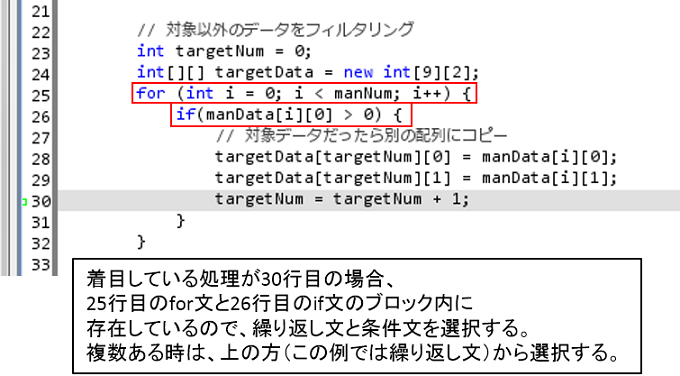 21
22 // 対象以外のデータをフィルタリング
23 int targetNum = 0;
24 int[][] targetData = new int[9][2];
25 for (int i = 0; i < manNum; i++) {
26 if(manData[i][0] > 0) {
27 // 対象データだったら別の配列にコピー
28 targetData[targetNum][0] = manData[i][0];
29 targetData[targetNum][1] = manData[i][1];
30 targetNum = targetNum + 1;
31 }
32 }
33
着目している処理が30行目の場合、
25行目のfor文と26行目のif文のブロック内に
存在しているので、繰り返し文と条件文を選択する。
複数ある時は、上の方（この例では繰り返し文）から選択する。